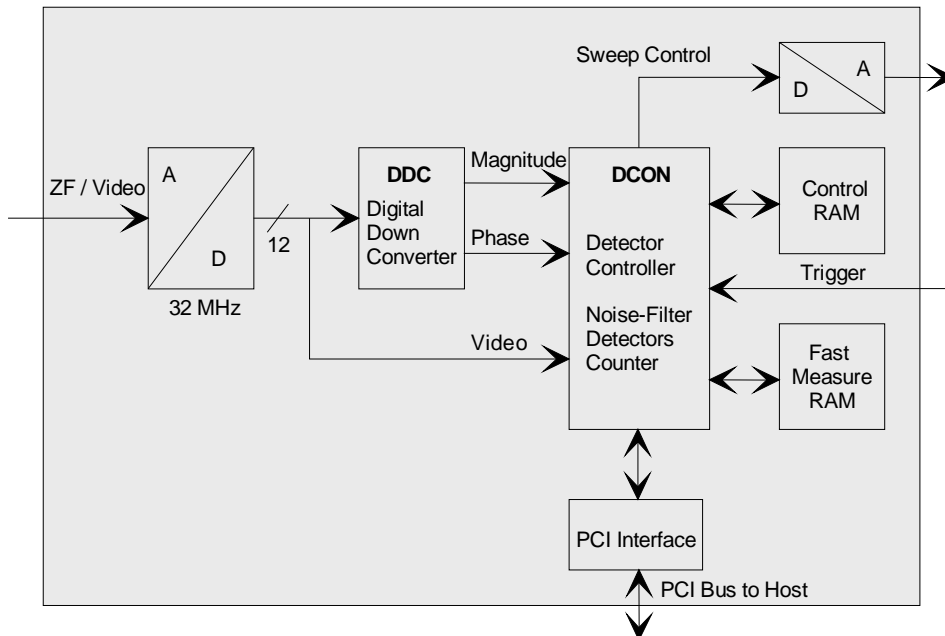 Sweep Control
A
D
ZF / Video
A
D
32 MHz
12
DDC
Digital
Down
Converter
Magnitude
Phase
Video
DCON
Detector
Controller
Noise-Filter
Detectors
Counter
Control
RAM
Trigger
Fast
Measure
RAM
PCI Interface
PCI Bus to Host